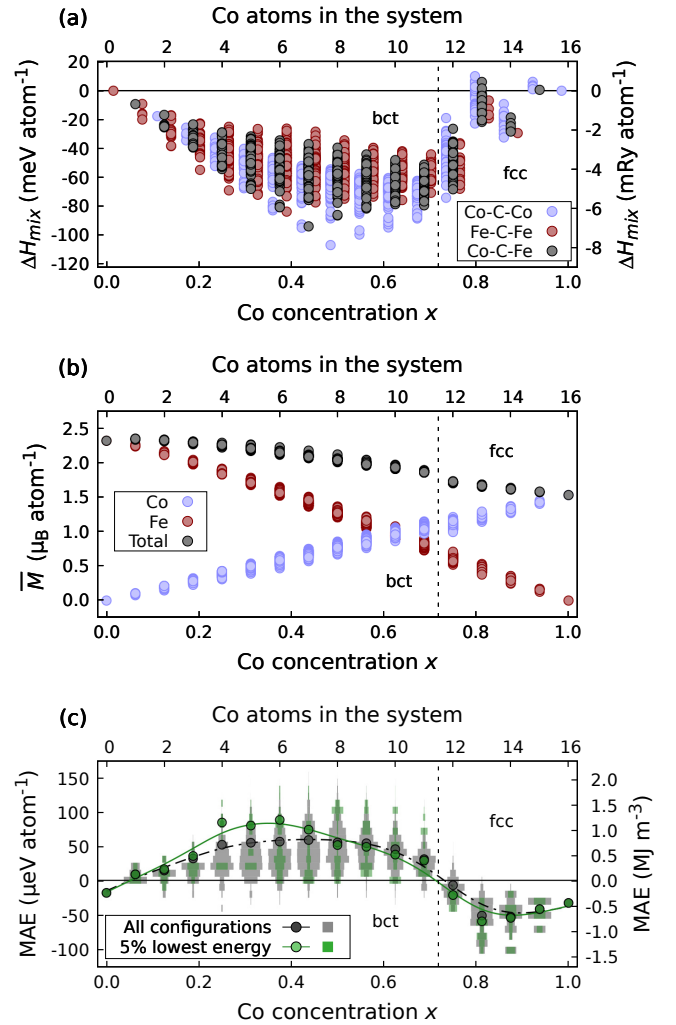 (a)
Co atoms in the system
0 2 4 6 8 10 12 14 16
20
0
-20
-40
-60
-80
-100
-120
ΔHmix (meV atom-1)
0
-2
-4
-6
-8
ΔHmix (mRy atom-1)
bct
fcc
Co-C-Co
Fe-C-Fe
Co-C-Fe
0.0 0.2 0.4 0.6 0.8 1.0
Co concentration x
(b)
Co atoms in the system
0 2 4 6 8 10 12 14 16
2.5
2.0
1.5
1.0
0.5
0.0
M (μB atom-1)
fcc
Co
Fe
Total
bct
0.0 0.2 0.4 0.6 0.8 1.0
Co concentration x
(c)
Co atoms in the system
0 2 4 6 8 10 12 14 16
150
100
50
0
-50
-100
MAE (μeV atom-1)
2.0
1.5
1.0
0.5
0.0
-0.5
-1.0
-1.5
MAE (MJ m-3)
fcc
bct
All configurations
5% lowest energy
0.0 0.2 0.4 0.6 0.8 1.0
Co concentration x